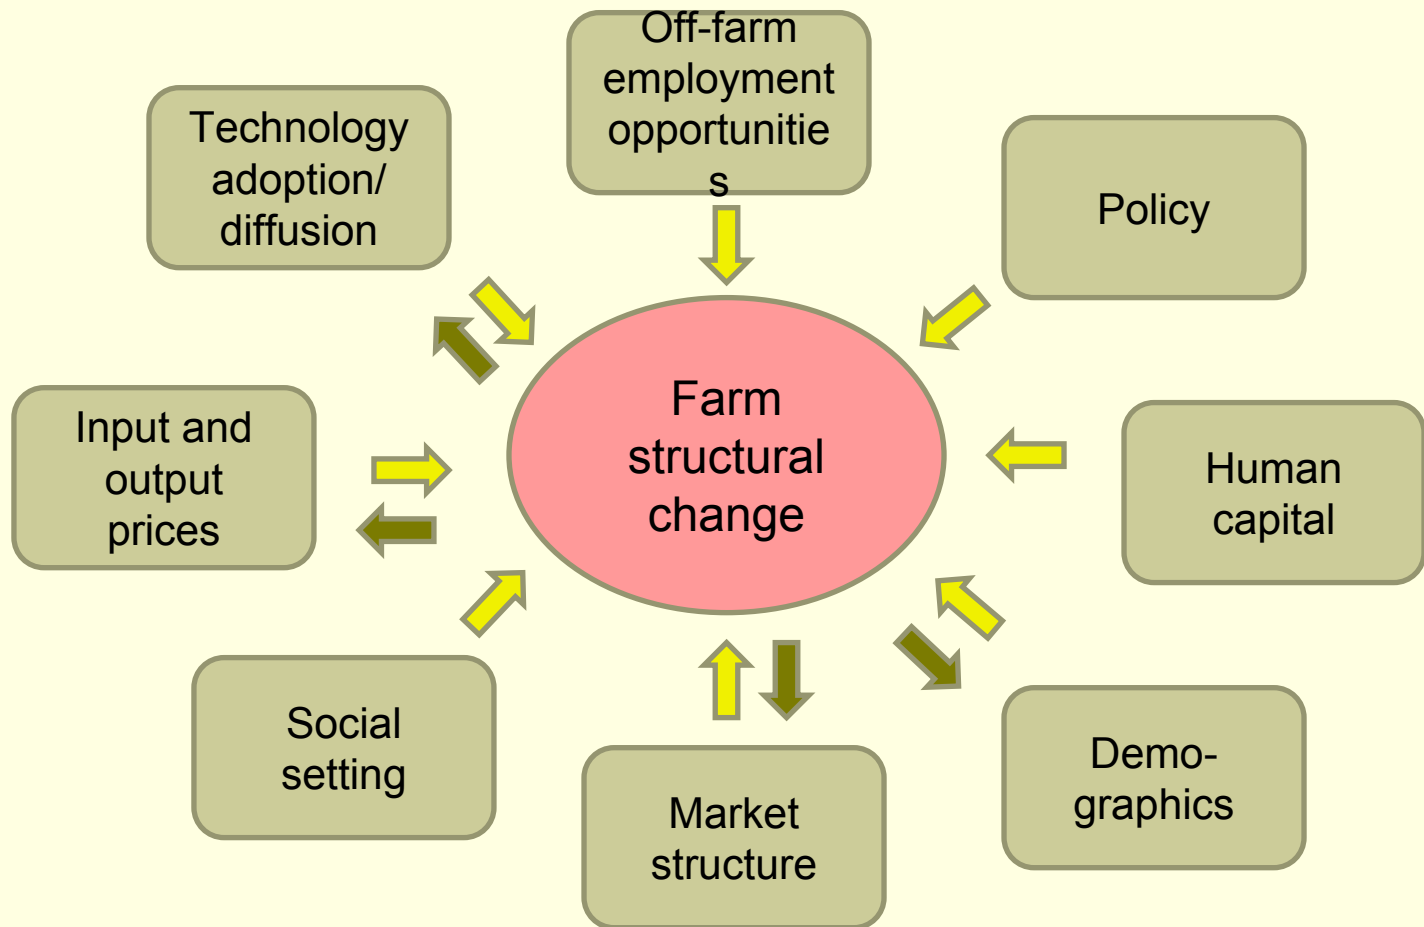 Off-farm
employment
opportunitie
s
Technology
adoption/
diffusion
Policy
Farm
structural
change
Input and
output
prices
Human
capital
Social
setting
Demo-
graphics
Market
structure